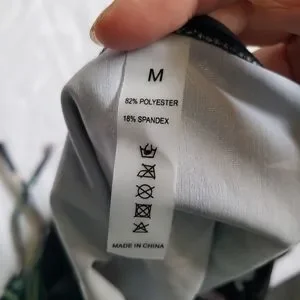 M
82% POLYESTER
18% SPANDEX
MADE IN CHINA